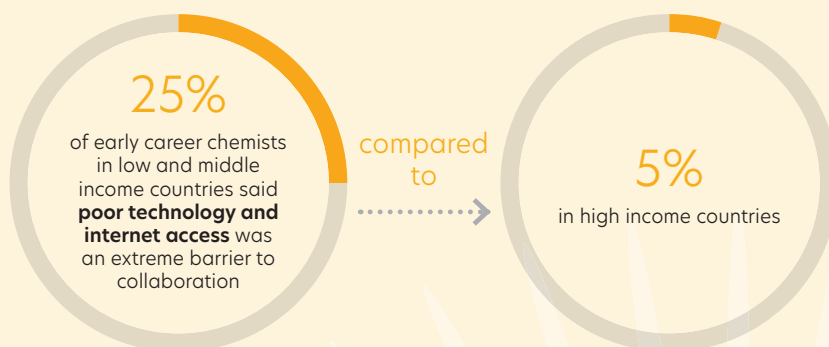 25%
of early career chemists
in low and middle
income countries said
poor technology and
internet access was
an extreme barrier to
collaboration
compared
to
5%
in high income countries